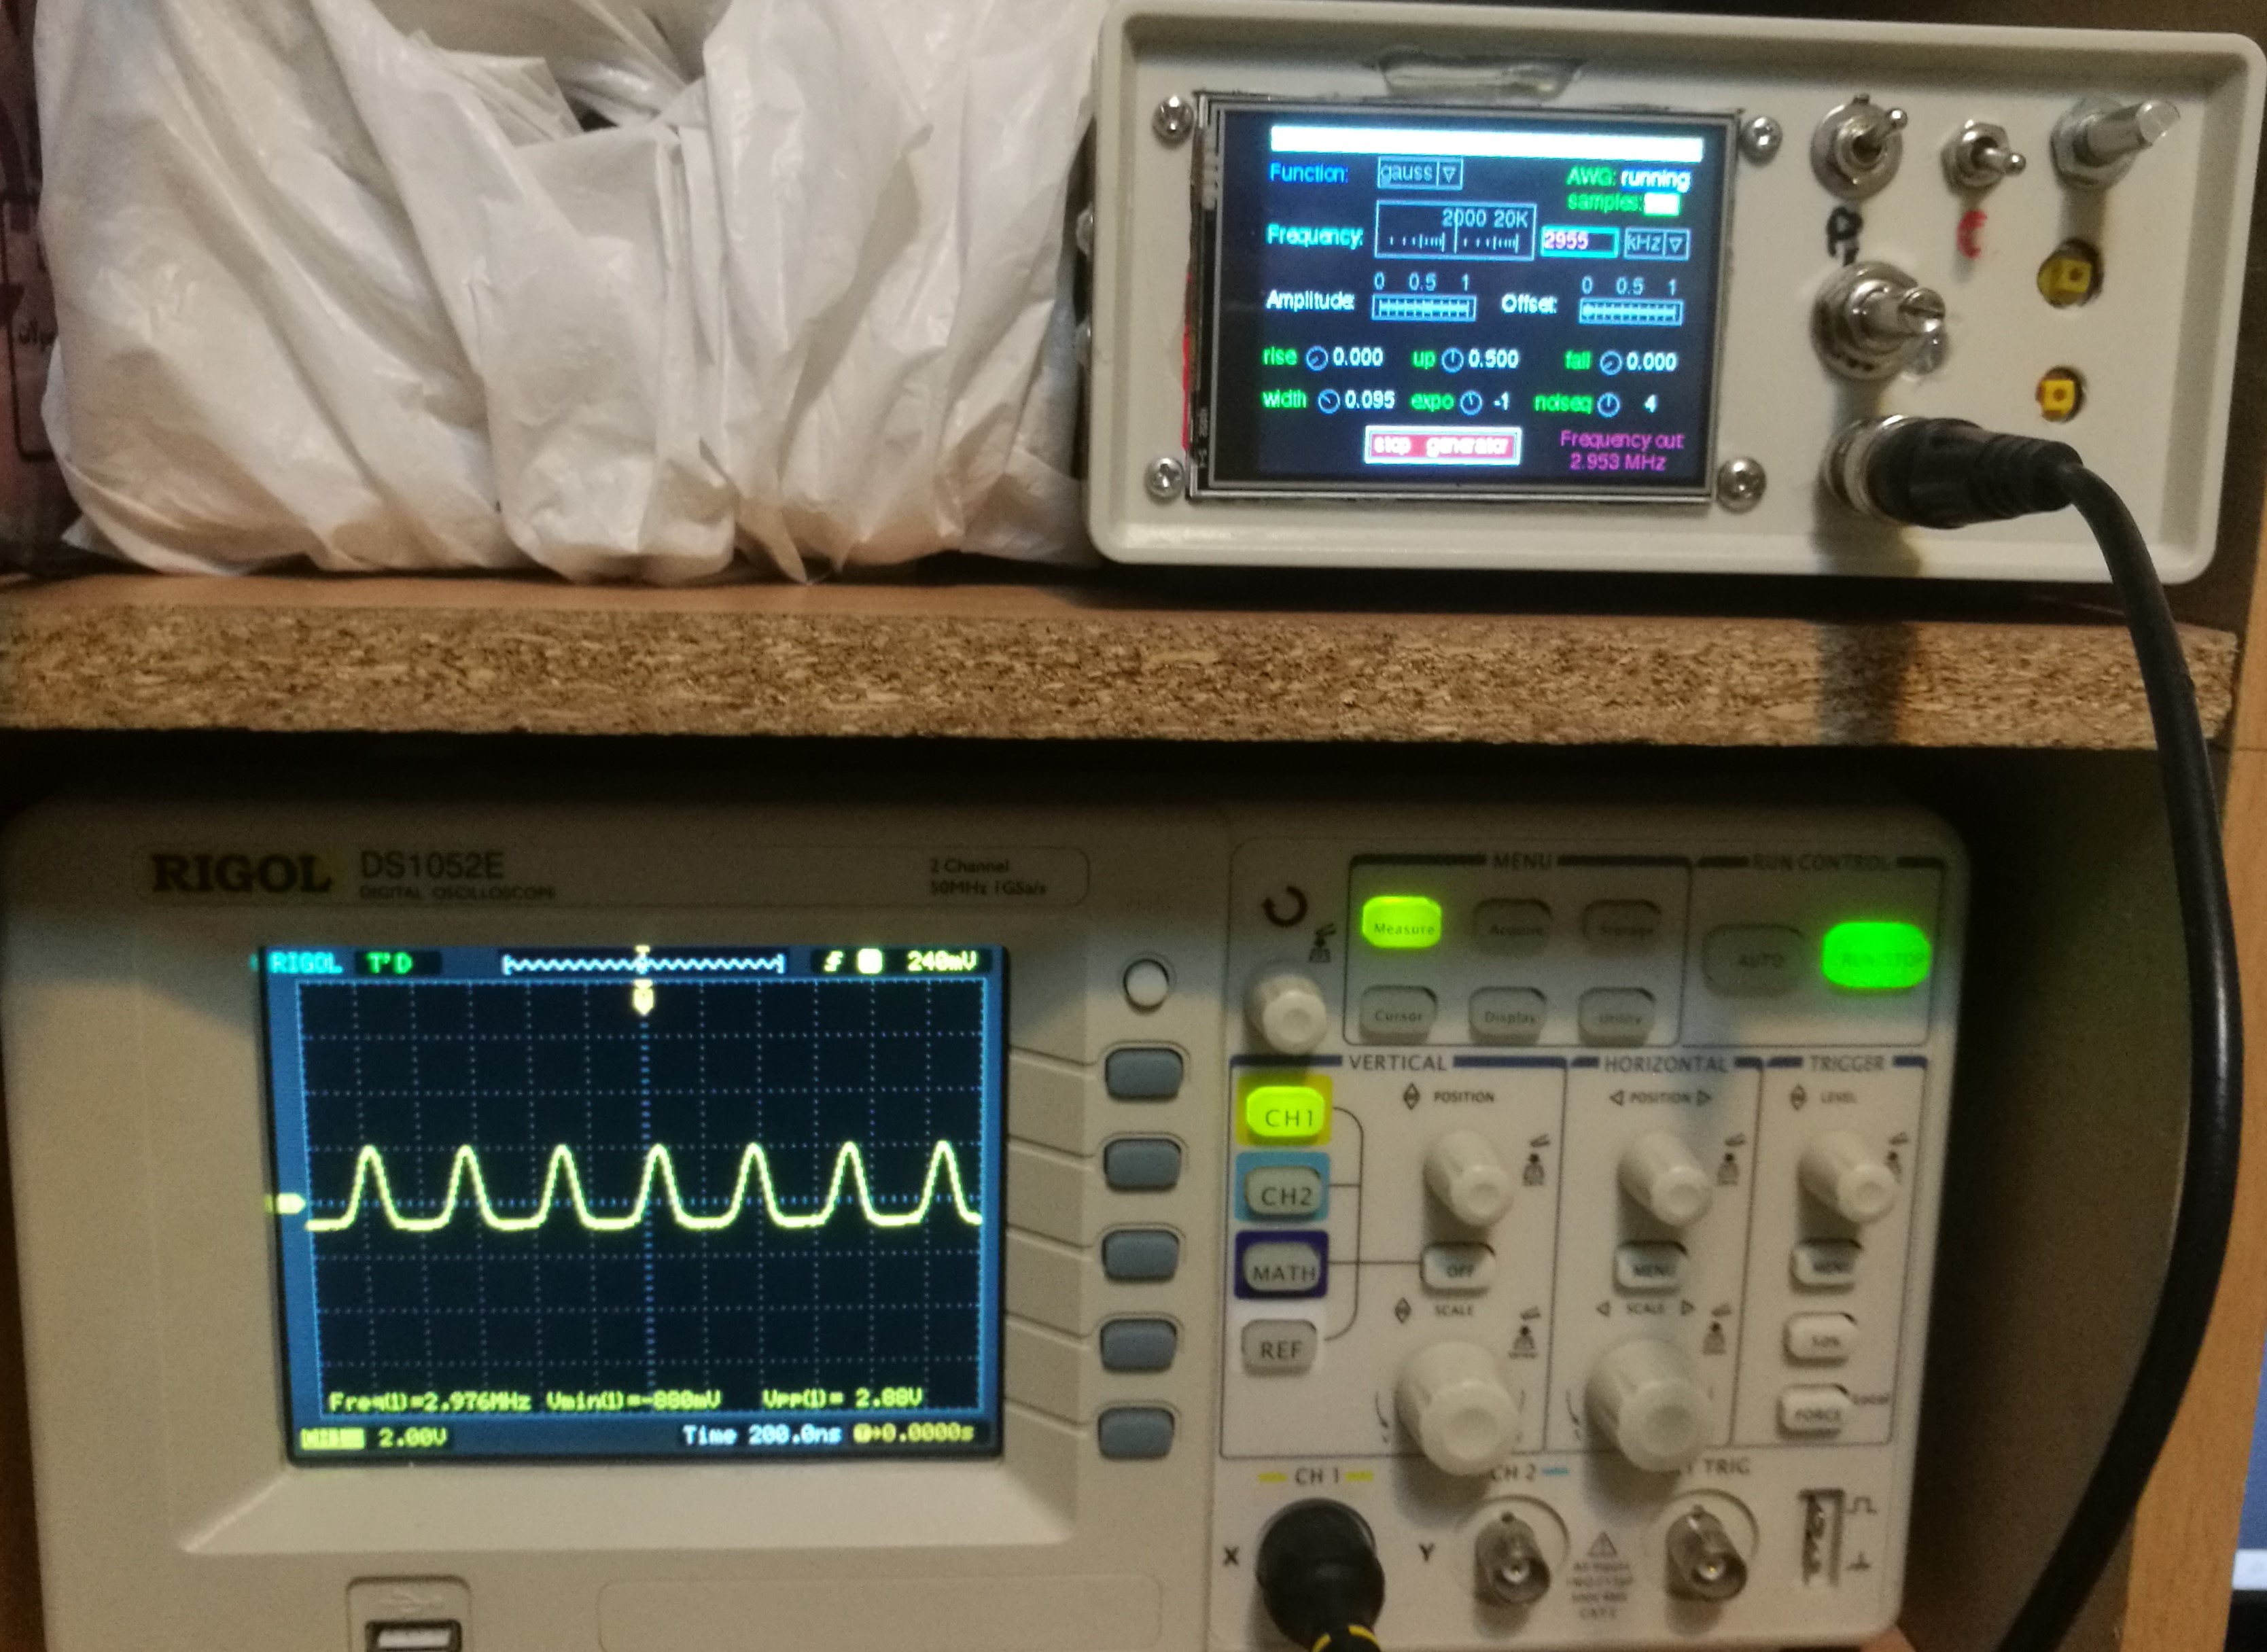 Function: gauss
AWG: running
samples:
Frequency: 2000 20K 2955 kHz
0 0.5 1 0 0.5 1
Amplitude: Offset:
rise 0.000 up 0.500 fall 0.000
width 0.095 expo -1 noiseq 4
stop generator
Frequency out:
2.953 MHz
RIGOL DS1052E
DIGITAL OSCILLOSCOPE
2 Channel
50MHz 1GSa/s
RIGOL T'D 240mV
Freq(1)=2.976MHz Vmin(1)=-880mV Vpp(1)= 2.88V
2.00V Time 200.0ns 0.0000s
MENU RUN CONTROL
Measure Acquire Storage AUTO RUN/STOP
Cursor Display Utility
VERTICAL HORIZONTAL TRIGGER
CH1 POSITION POSITION LEVEL
CH2
MATH OFF MENU MENU
SCALE SCALE
50%
REF
FORCE
CH 1 CH 2 TRIG
X Y